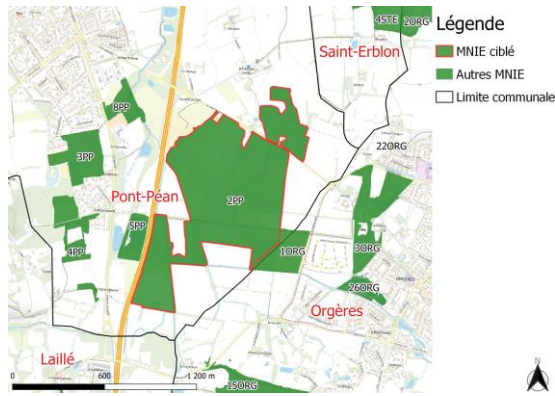 4STE
2ORG
Saint-Erblon
8PP
22ORG
3PP
Pont-Péan
2PP
5PP
4PP
1ORG
3ORG
26ORG
Orgères
Laillé
15ORG
0 600 1 200 m
Légende
MNIE ciblé
Autres MNIE
Limite communale
N